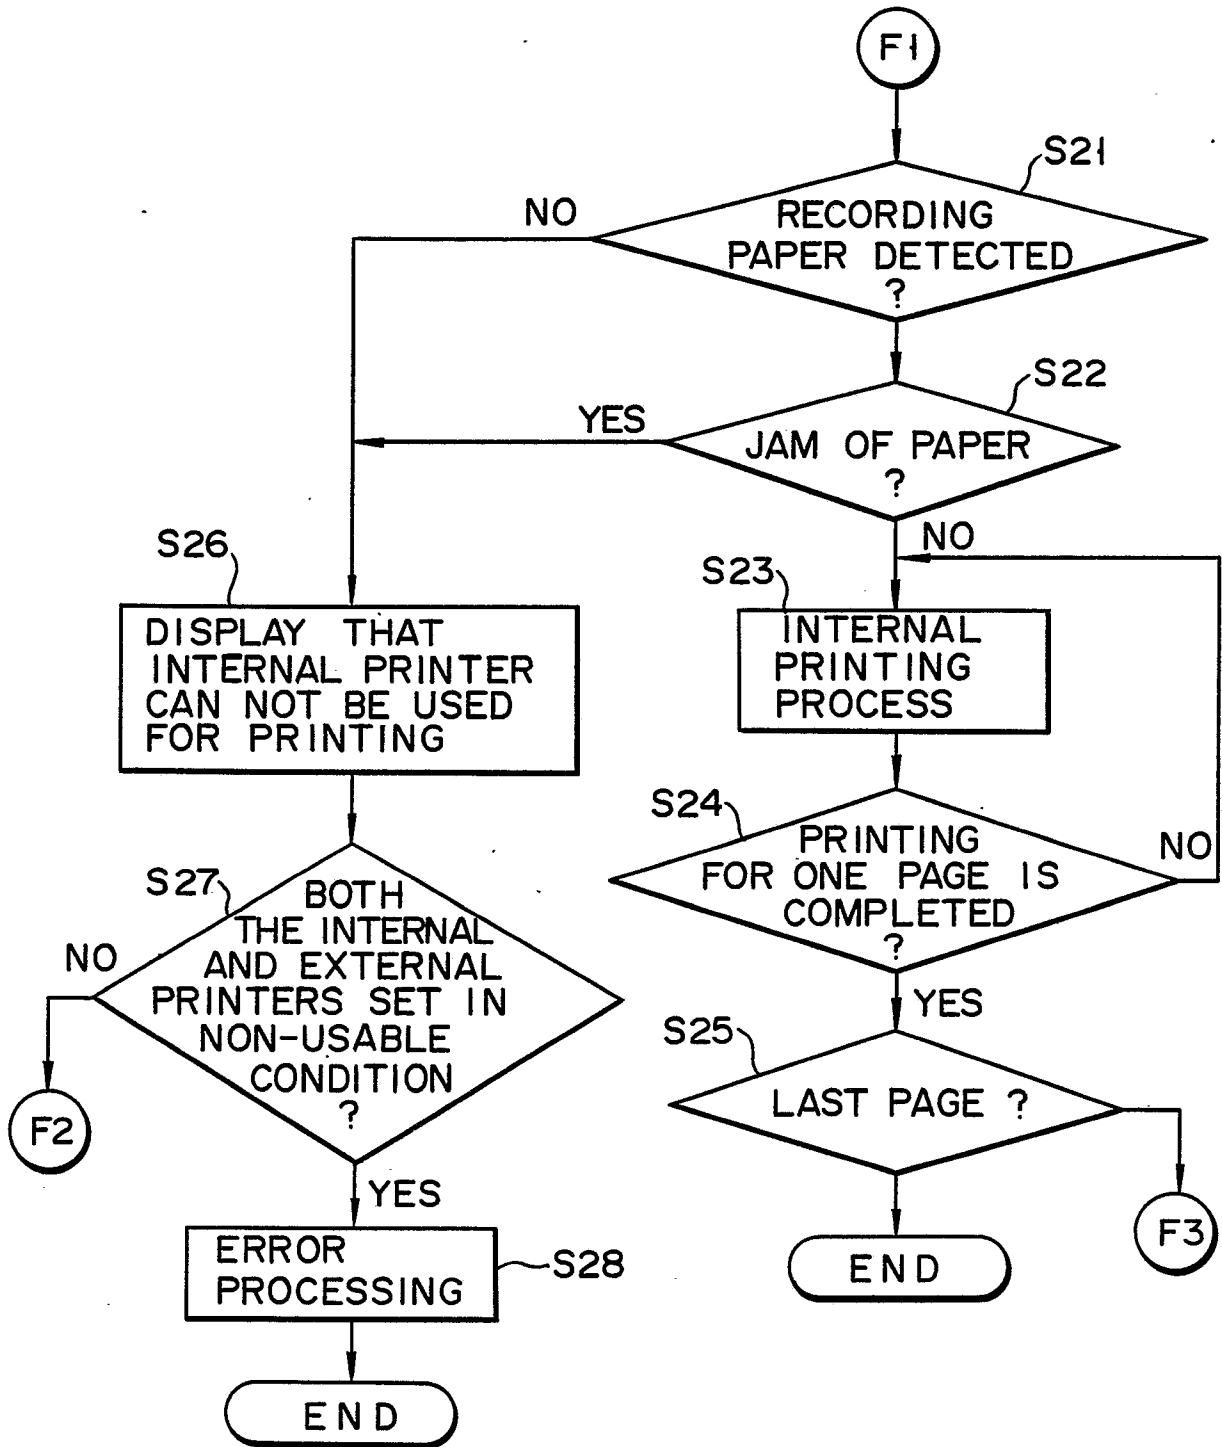 F1
S21
NO
RECORDING
PAPER DETECTED
?
S22
YES
JAM OF PAPER
?
NO
S26
S23
DISPLAY THAT
INTERNAL PRINTER
CAN NOT BE USED
FOR PRINTING
INTERNAL
PRINTING
PROCESS
S24
PRINTING
FOR ONE PAGE IS
COMPLETED
?
NO
S27
BOTH
THE INTERNAL
AND EXTERNAL
PRINTERS SET IN
NON-USABLE
CONDITION
?
NO
F2
YES
S25
LAST PAGE ?
F3
END
YES
ERROR
PROCESSING
S28
END